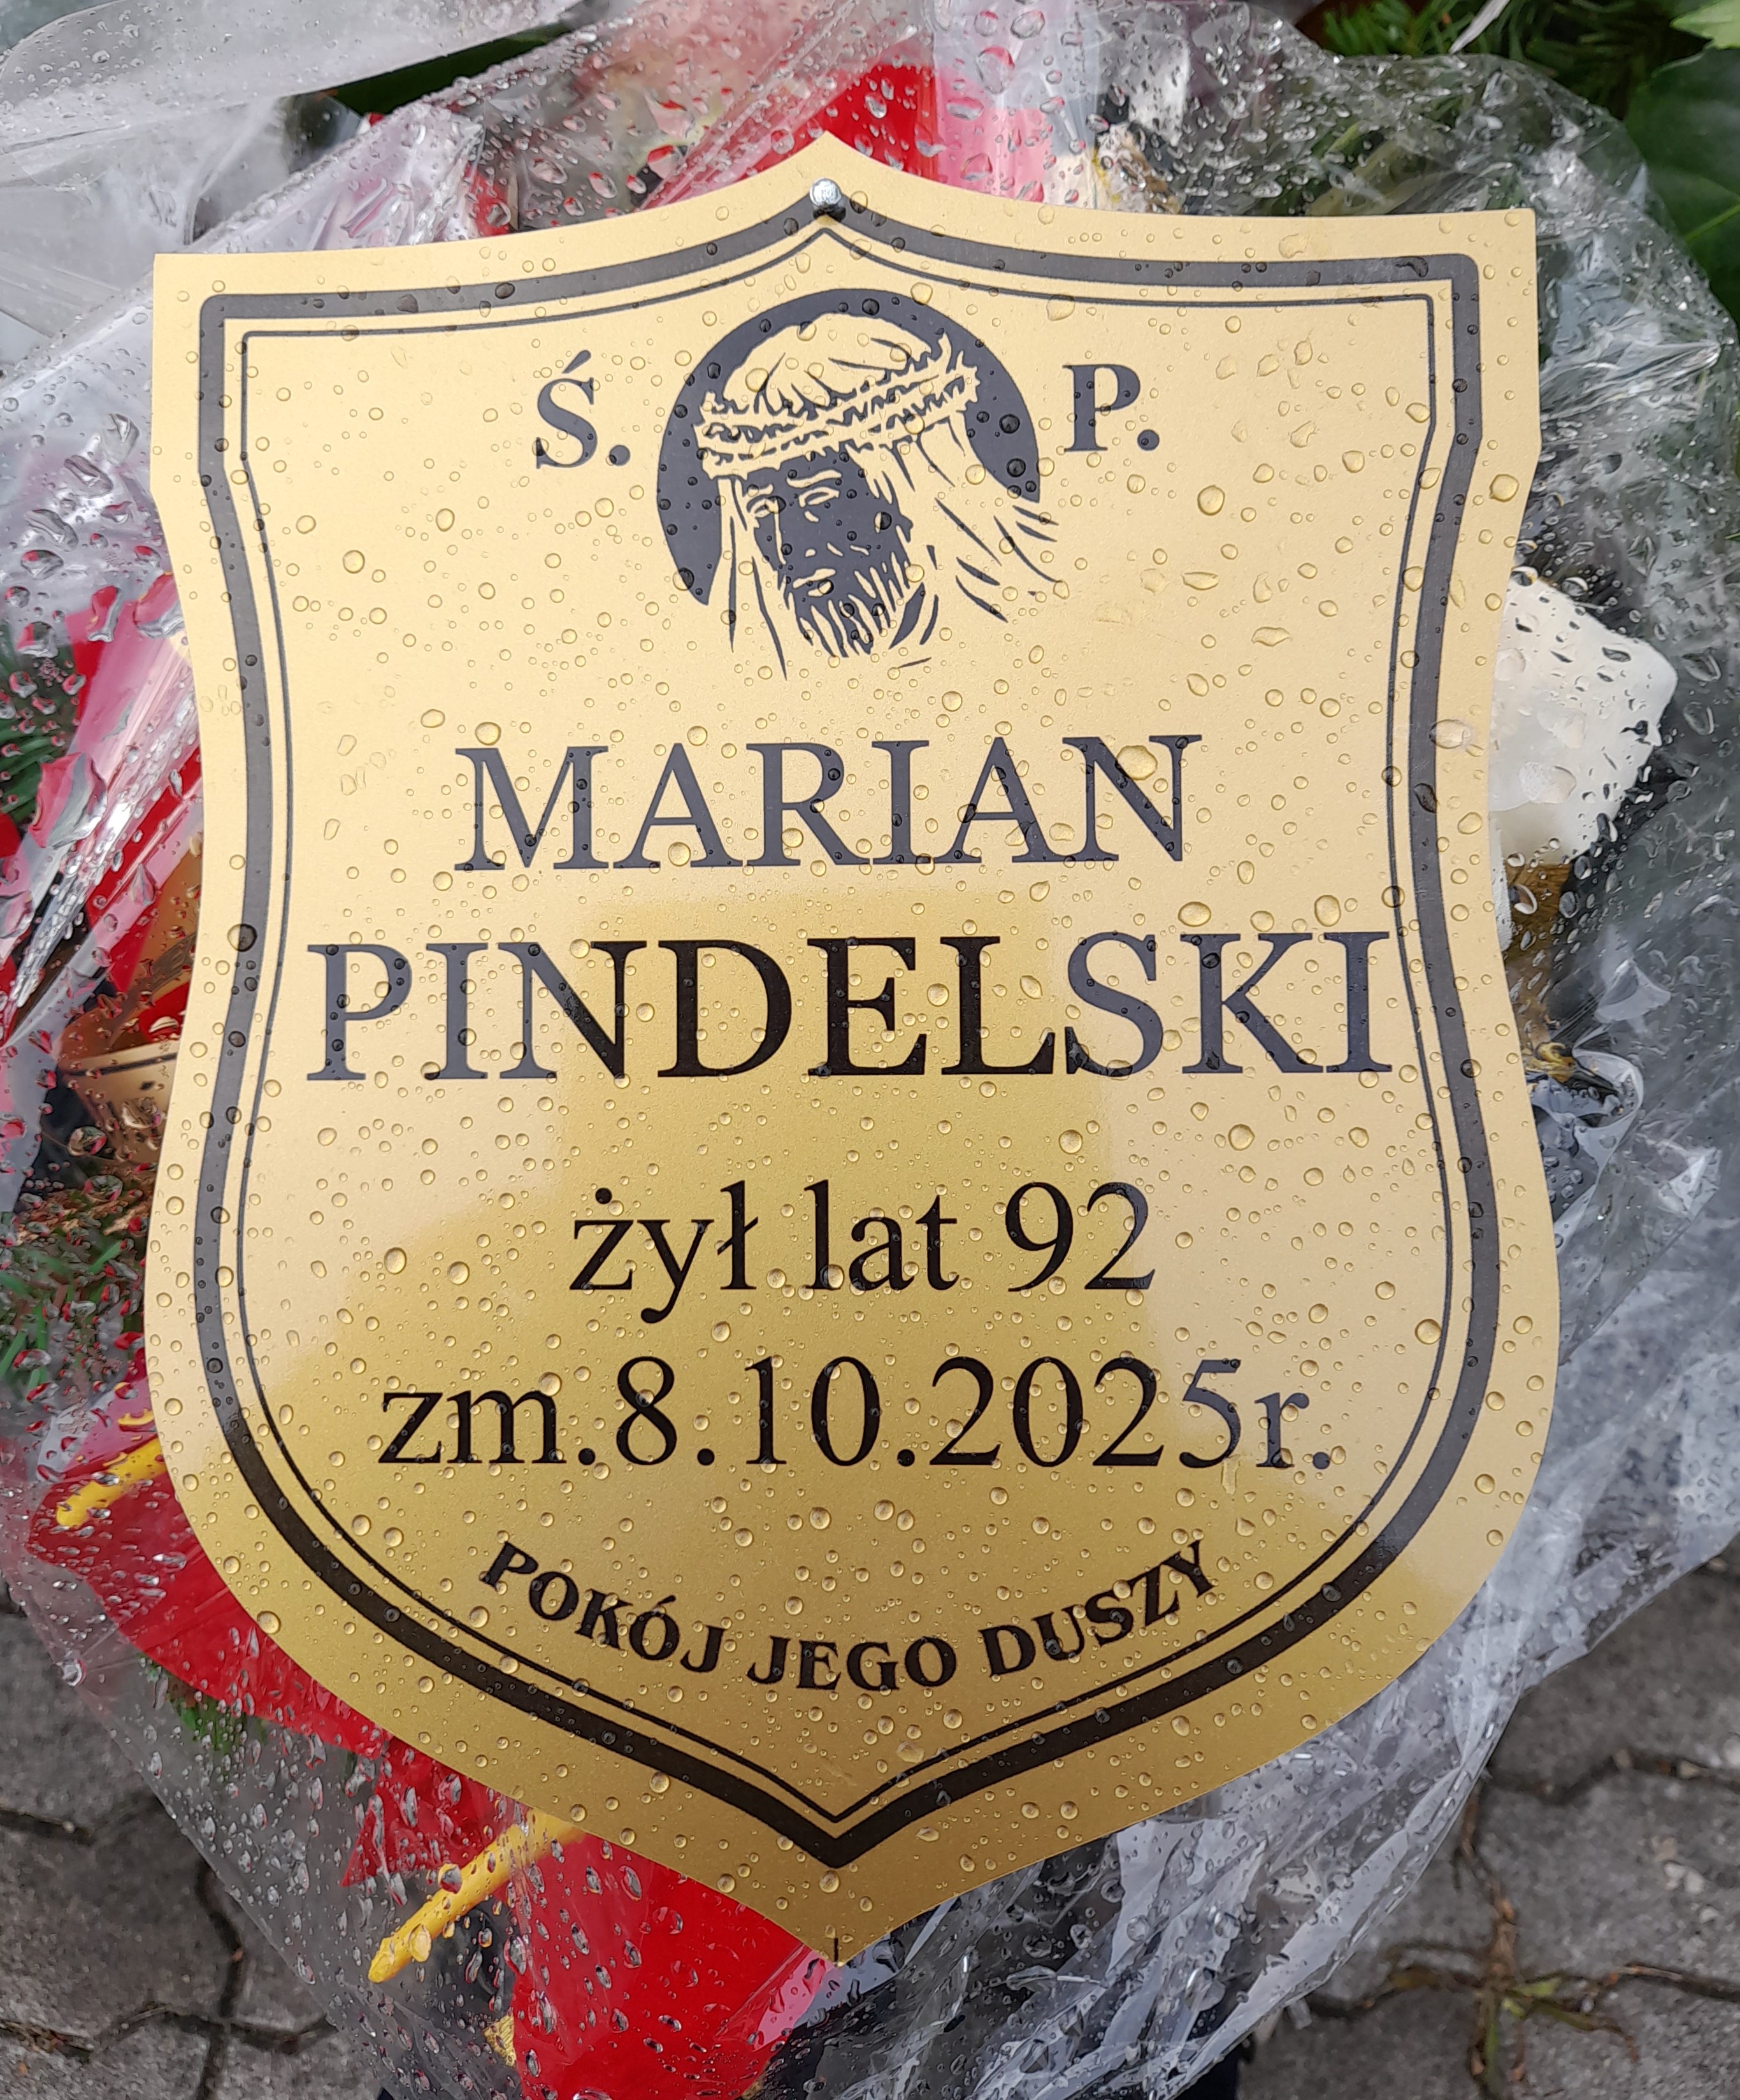 Ś. P.
MARIAN
PINDELSKI
żył lat 92
zm.8.10.2025r.
POKÓJ JEGO DUSZY